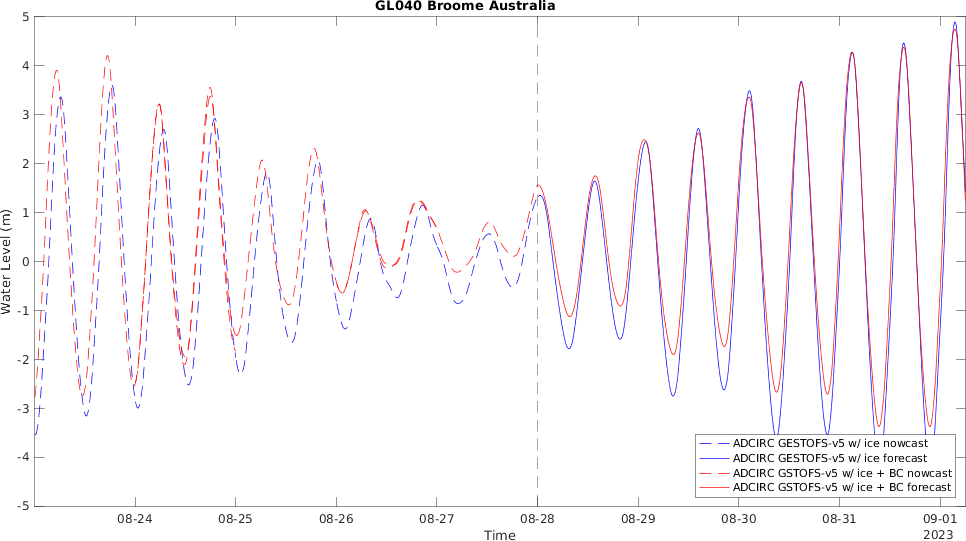 GL040 Broome Australia
5
4
3
2
1
0
-1
-2
-3
-4
-5
Water Level (m)
ADCIRC GESTOFS-v5 w/ ice nowcast
ADCIRC GESTOFS-v5 w/ ice forecast
ADCIRC GSTOFS-v5 w/ ice + BC nowcast
ADCIRC GSTOFS-v5 w/ ice + BC forecast
08-24 08-25 08-26 08-27 08-28 08-29 08-30 08-31 09-01
2023
Time